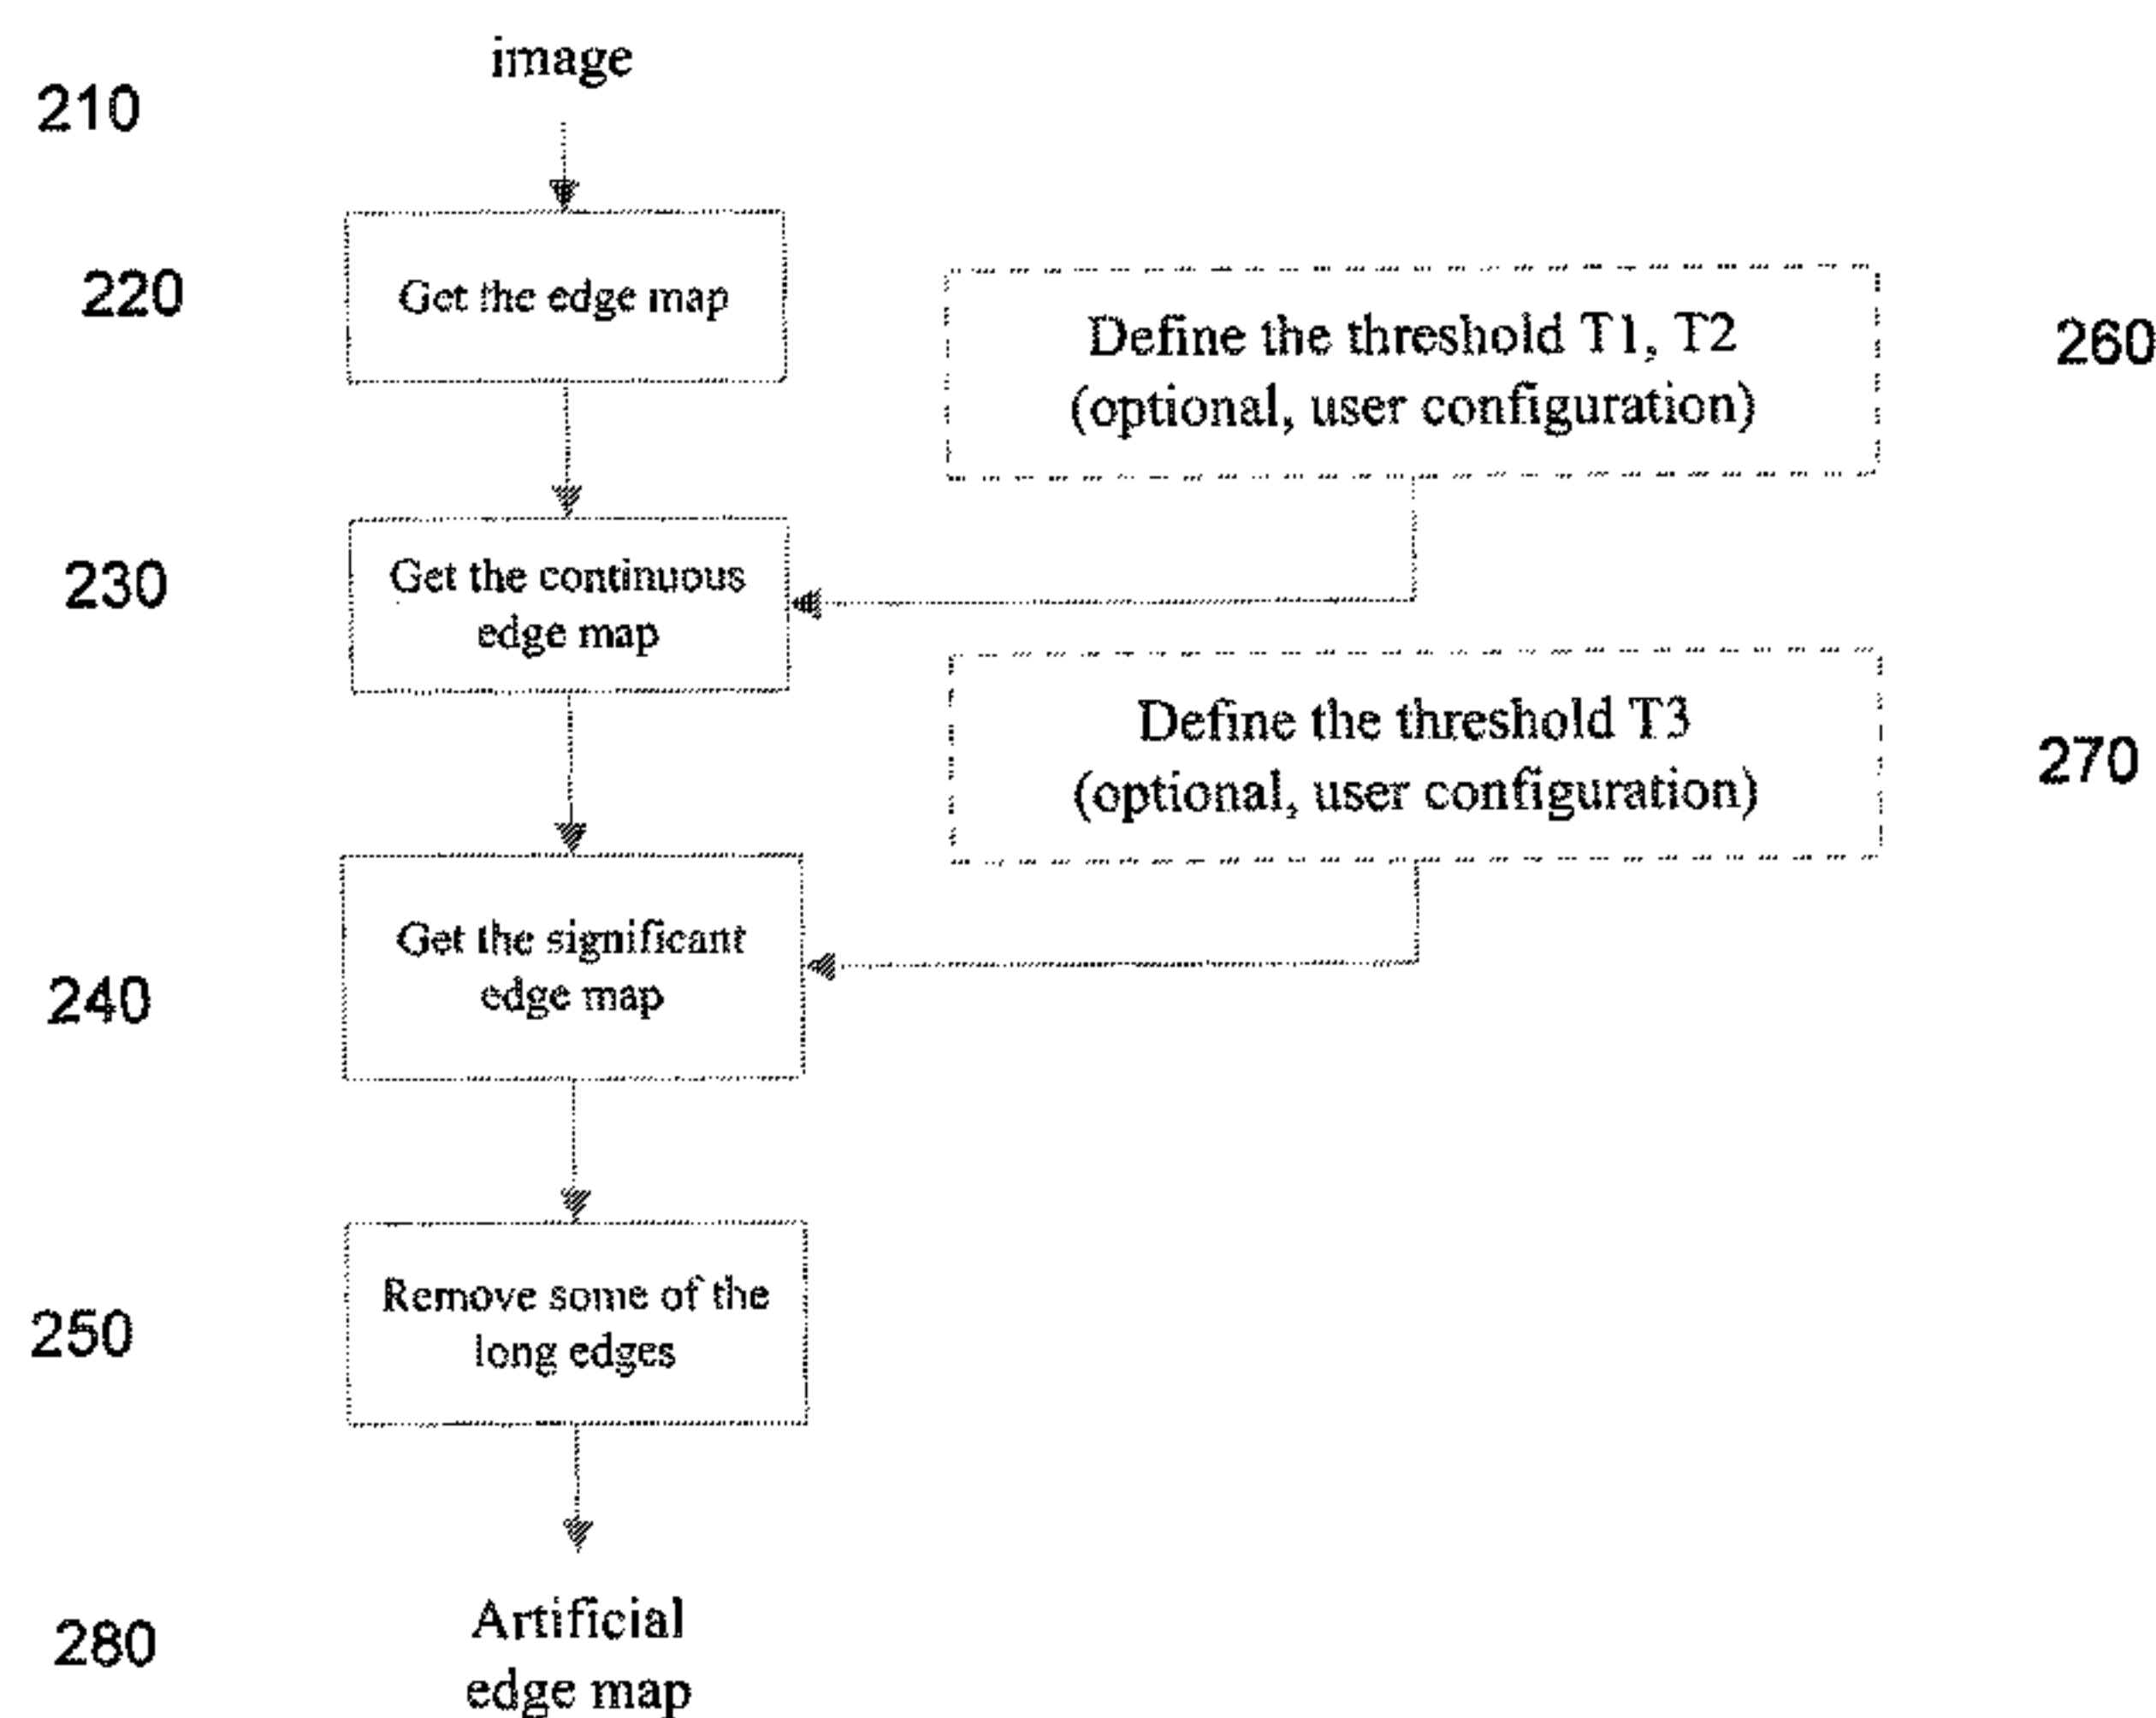 image
210
220
Get the edge map
Define the threshold T1, T2
(optional, user configuration)
260
230
Get the continuous
edge map
Define the threshold T3
(optional, user configuration)
270
240
Get the significant
edge map
250
Remove some of the
long edges
280
Artificial
edge map